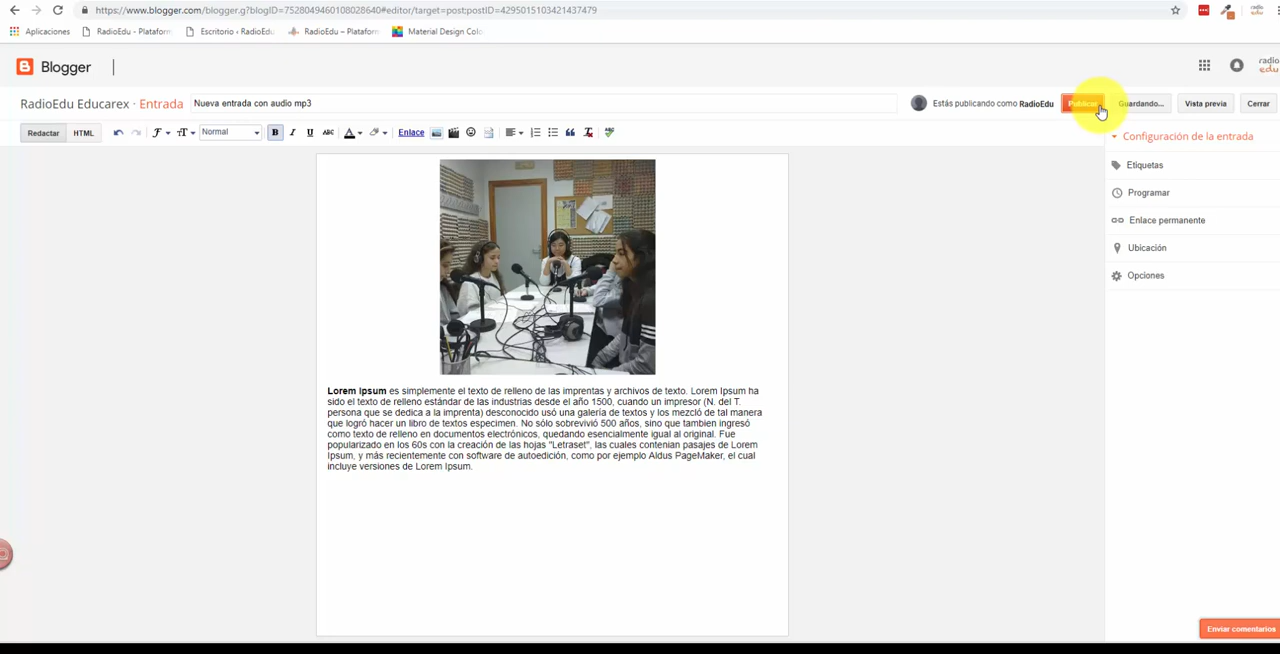 https://www.blogger.com/blogger.g?blogID=7528049460108028640#editor/target=post;postID=4295015103421437479
Aplicaciones RadioEdu - Plataform Escritorio ‹ RadioEdu RadioEdu – Plataform Material Design Colo
Blogger radio edu
RadioEdu Educarex · Entrada Nueva entrada con audio mp3 Estás publicando como RadioEdu Publicar Guardando... Vista previa Cerrar
Redactar HTML Normal B I U ABC A Enlace
Configuración de la entrada
Etiquetas
Programar
Enlace permanente
Ubicación
Opciones
Lorem Ipsum es simplemente el texto de relleno de las imprentas y archivos de texto. Lorem Ipsum ha
sido el texto de relleno estándar de las industrias desde el año 1500, cuando un impresor (N. del T.
persona que se dedica a la imprenta) desconocido usó una galería de textos y los mezcló de tal manera
que logró hacer un libro de textos especimen. No sólo sobrevivió 500 años, sino que tambien ingresó
como texto de relleno en documentos electrónicos, quedando esencialmente igual al original. Fue
popularizado en los 60s con la creación de las hojas "Letraset", las cuales contenian pasajes de Lorem
Ipsum, y más recientemente con software de autoedición, como por ejemplo Aldus PageMaker, el cual
incluye versiones de Lorem Ipsum.
Enviar comentarios